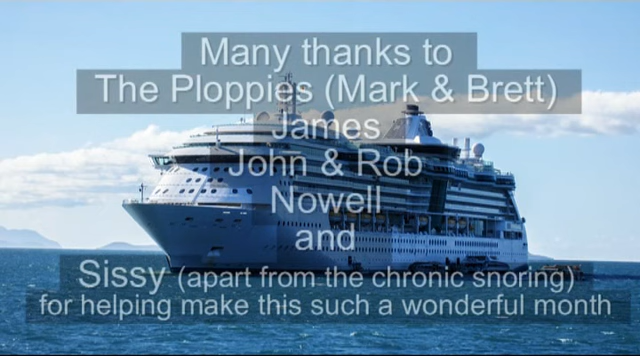 Many thanks to
The Ploppies (Mark & Brett)
James
John & Rob
Nowell
and
Sissy (apart from the chronic snoring)
for helping make this such a wonderful month